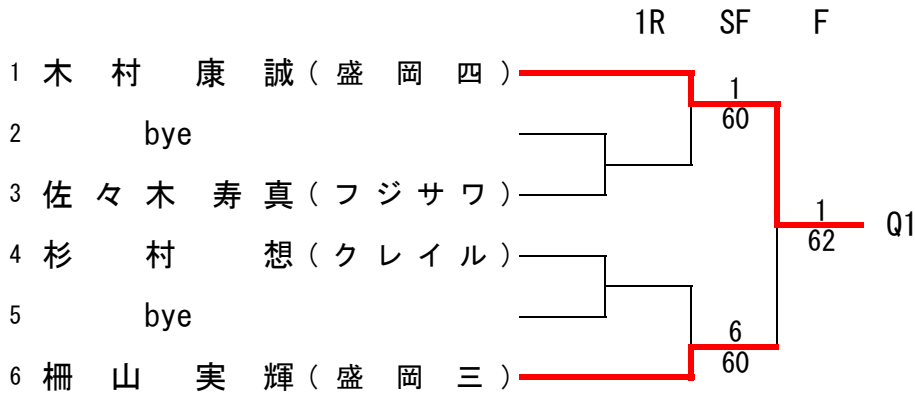 1R SF F
1 木村 康誠(盛岡四)
1
60
2 bye
3 佐々木 寿真(フジサワ)
1
62
Q1
4 杉村 想(クレイル)
5 bye
6
60
6 柵山 実輝(盛岡三)